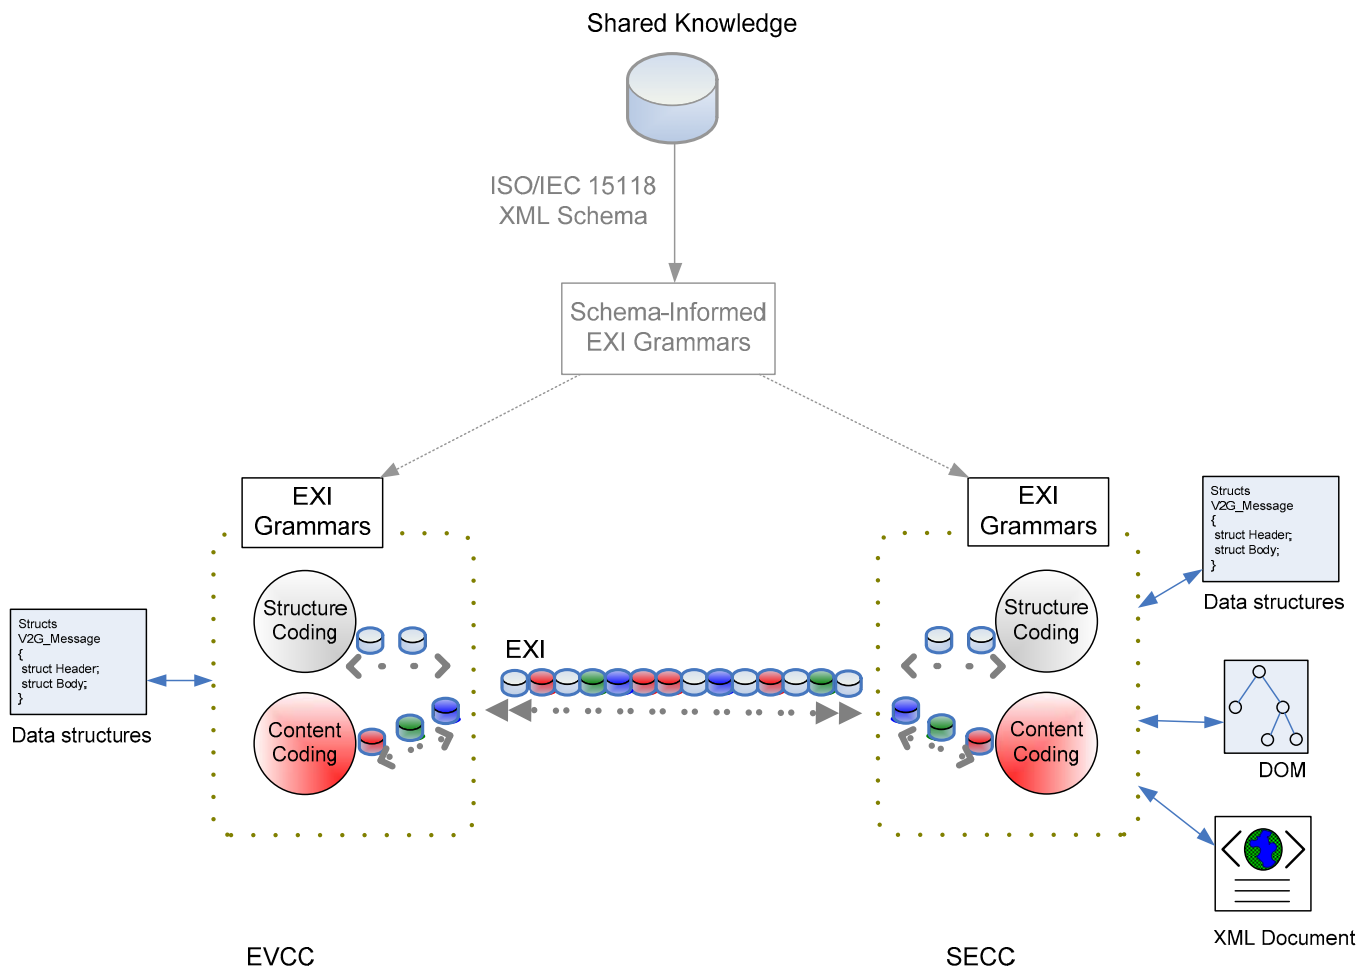 Shared Knowledge
ISO/IEC 15118
XML Schema
Schema-Informed
EXI Grammars
EXI
Grammars
Structure
Coding
Content
Coding
Structs
V2G_Message
{
struct Header;
struct Body;
}
Data structures
EXI
EXI
Grammars
Structure
Coding
Content
Coding
Structs
V2G_Message
{
struct Header;
struct Body;
}
Data structures
DOM
XML Document
EVCC
SECC